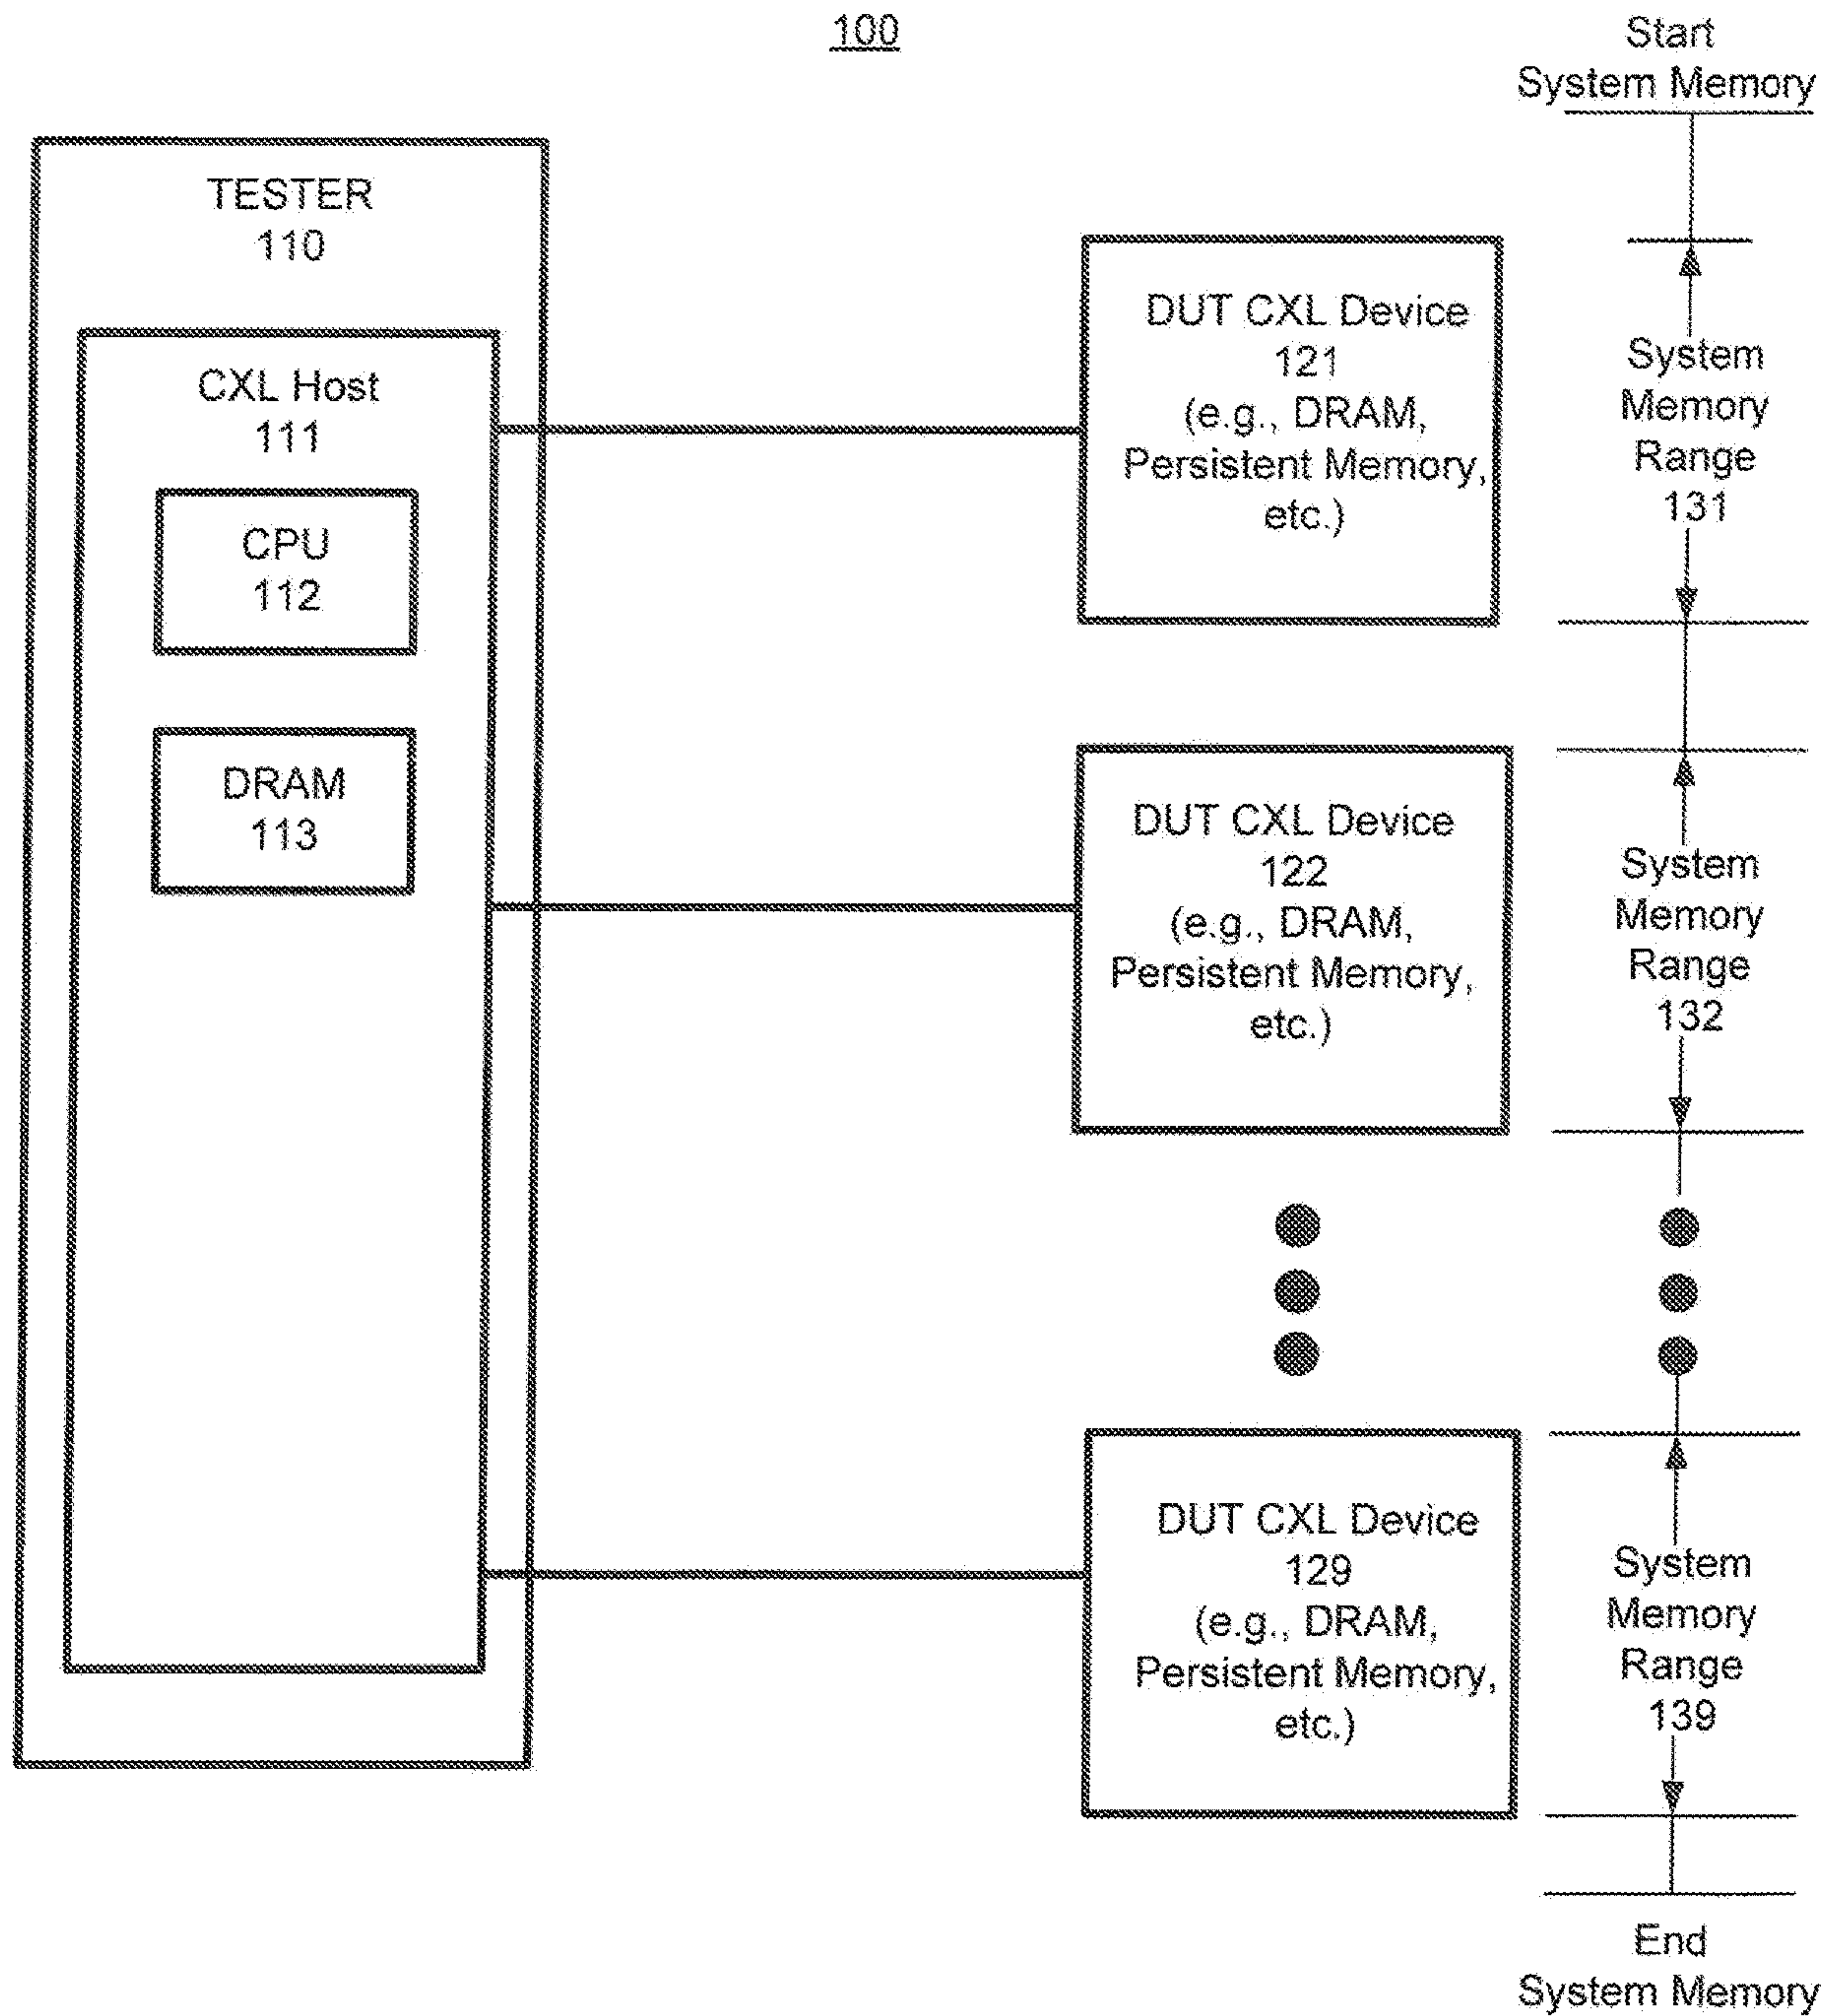 100
Start
System Memory
TESTER
110
CXL Host
111
CPU
112
DRAM
113
DUT CXL Device
121
(e.g., DRAM,
Persistent Memory,
etc.)
System
Memory
Range
131
DUT CXL Device
122
(e.g., DRAM,
Persistent Memory,
etc.)
System
Memory
Range
132
DUT CXL Device
129
(e.g., DRAM,
Persistent Memory,
etc.)
System
Memory
Range
139
End
System Memory